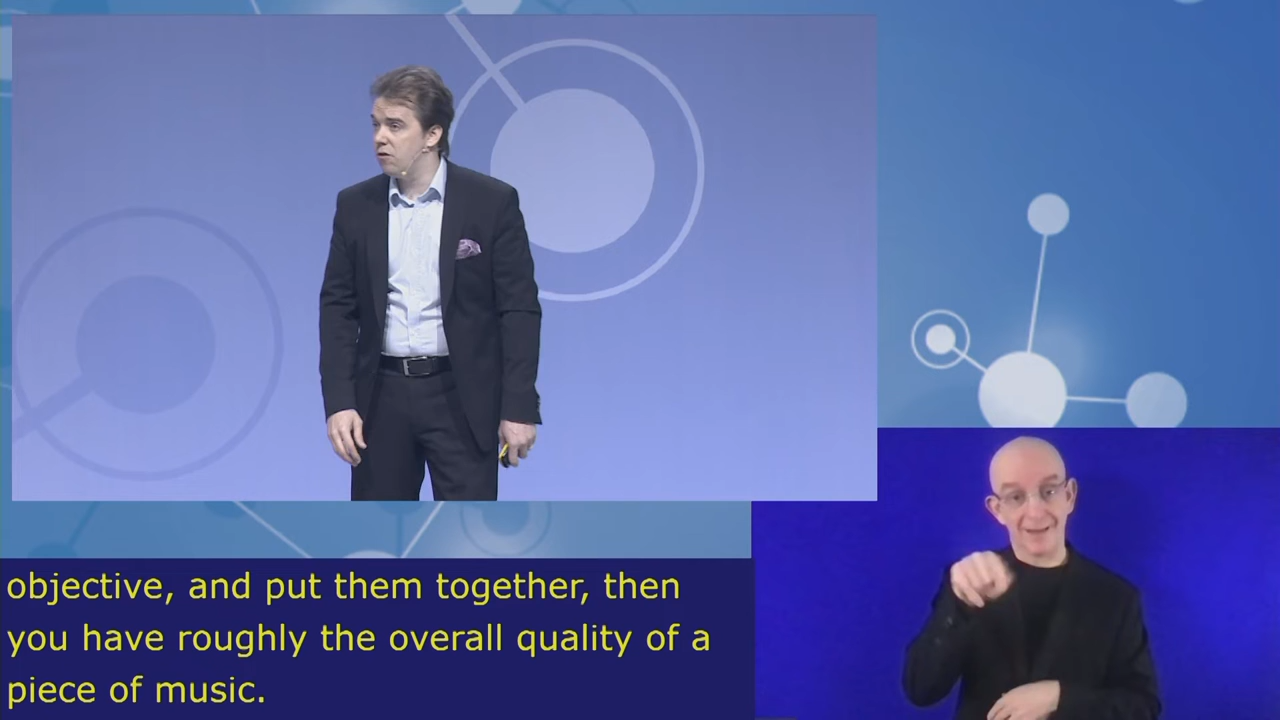 objective, and put them together, then
you have roughly the overall quality of a
piece of music.